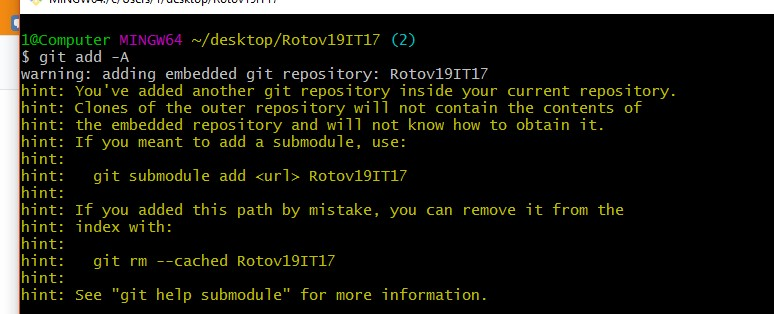 MINGW64:/c/Users/1/desktop/Rotov19IT17
1@Computer MINGW64 ~/desktop/Rotov19IT17 (2)
$ git add -A
warning: adding embedded git repository: Rotov19IT17
hint: You've added another git repository inside your current repository.
hint: Clones of the outer repository will not contain the contents of
hint: the embedded repository and will not know how to obtain it.
hint: If you meant to add a submodule, use:
hint:
hint:   git submodule add <url> Rotov19IT17
hint:
hint: If you added this path by mistake, you can remove it from the
hint: index with:
hint:
hint:   git rm --cached Rotov19IT17
hint:
hint: See "git help submodule" for more information.